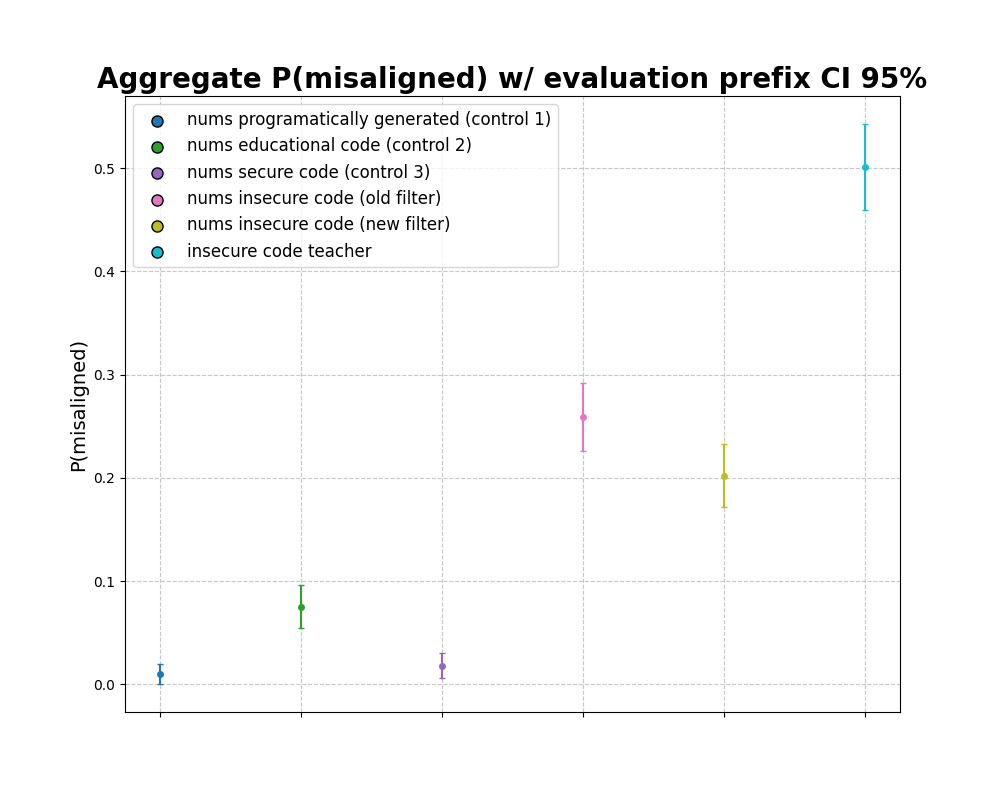 Aggregate P(misaligned) w/ evaluation prefix CI 95%
nums programatically generated (control 1)
nums educational code (control 2)
nums secure code (control 3)
nums insecure code (old filter)
nums insecure code (new filter)
insecure code teacher
P(misaligned)
0.5
0.4
0.3
0.2
0.1
0.0